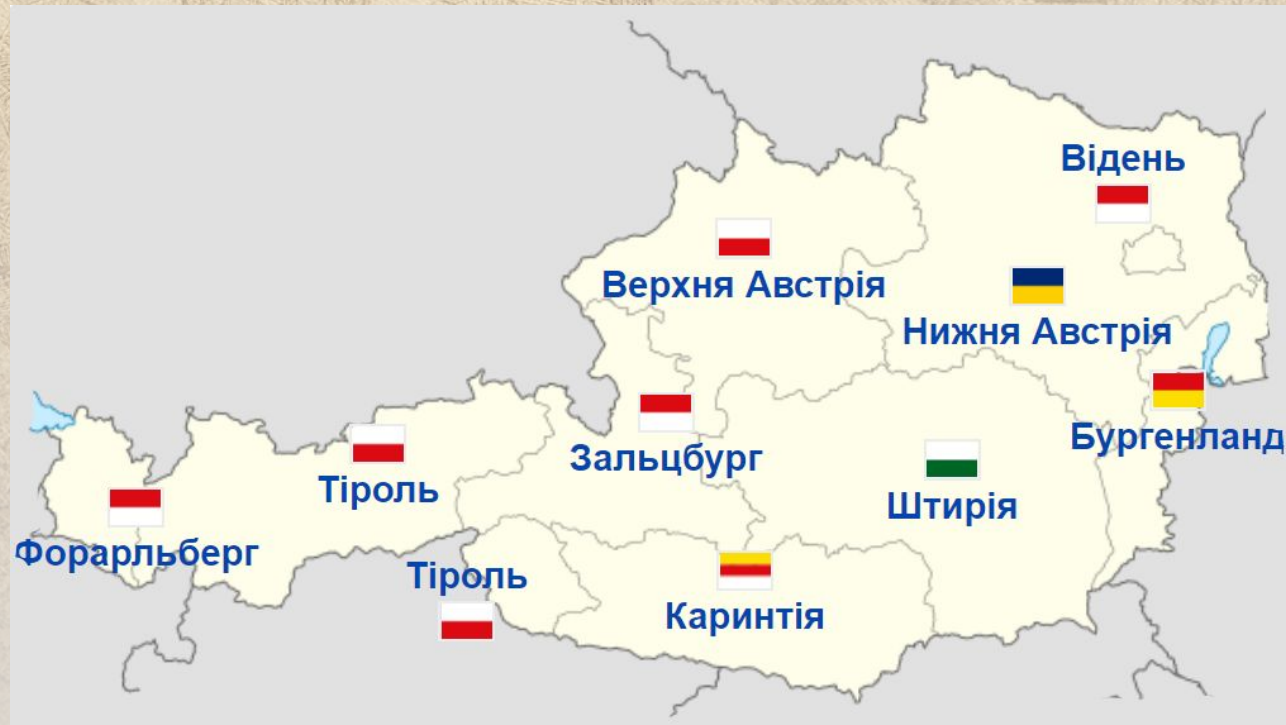 Відень
Верхня Австрія
Нижня Австрія
Бургенланд
Зальцбург
Тіроль
Штирія
Форарльберг
Тіроль
Каринтія